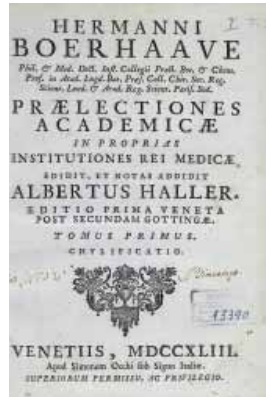 HERMANNI
BOERHAAVE
Phil. & Med. Doct. Inst. Collegii Pract. Bot. & Chem.
Prof. in Acad. Lugd. Bat. Præf. Coll. Chir. Soc. Reg.
Scient. Lond. & Acad. Reg. Scient. Paris. Sod.
PRÆLECTIONES
ACADEMICÆ
IN PROPRIAS
INSTITUTIONES REI MEDICÆ
EDIDIT, ET NOTAS ADDIDIT
ALBERTUS HALLER.
EDITIO PRIMA VENETA
POST SECUNDAM GOTTINGÆ.
TOMUS PRIMUS.
CHYLIFICATIO.
13390
VENETIIS, MDCCXLIII.
Apud Simonem Occhi sub Signo Italiæ.
SUPERIORUM PERMISSU, AC PRIVILEGIO.